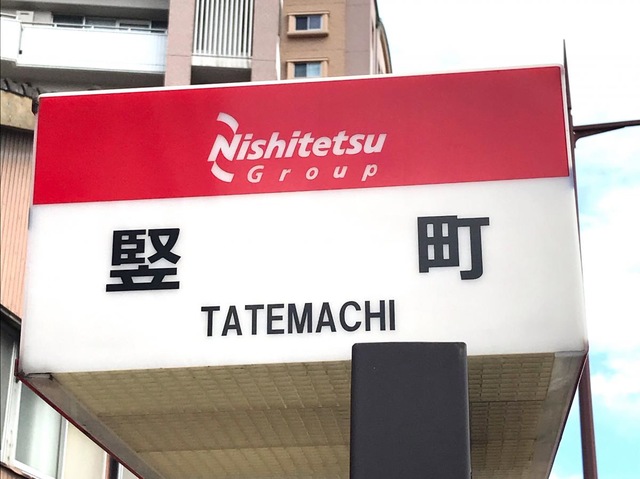 Nishitetsu
Group
竪町
TATEMACHI